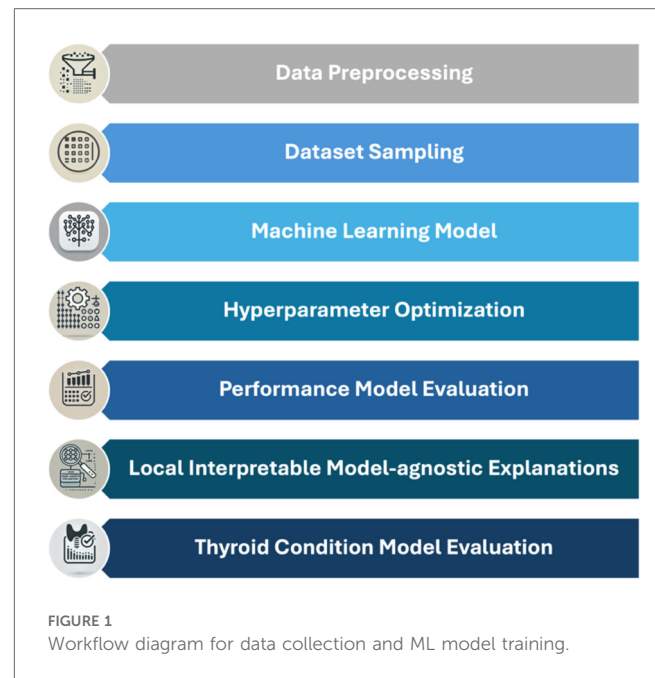 Data Preprocessing
Dataset Sampling
Machine Learning Model
Hyperparameter Optimization
Performance Model Evaluation
Local Interpretable Model-agnostic Explanations
Thyroid Condition Model Evaluation
FIGURE 1
Workflow diagram for data collection and ML model training.